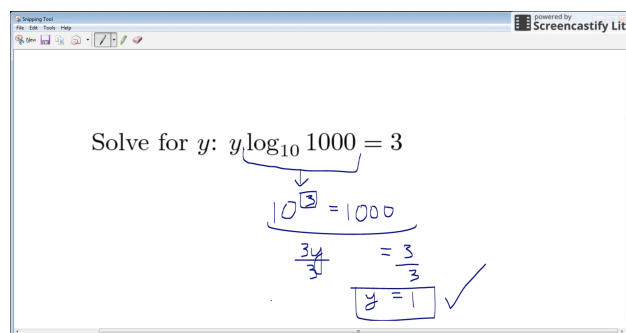 Snipping Tool
powered by
Screencastify Lit
File Edit Tools Help
New
Solve for y: y log₁₀ 1000 = 3
10³ = 1000
3y/3 = 3/3
y = 1 ✓